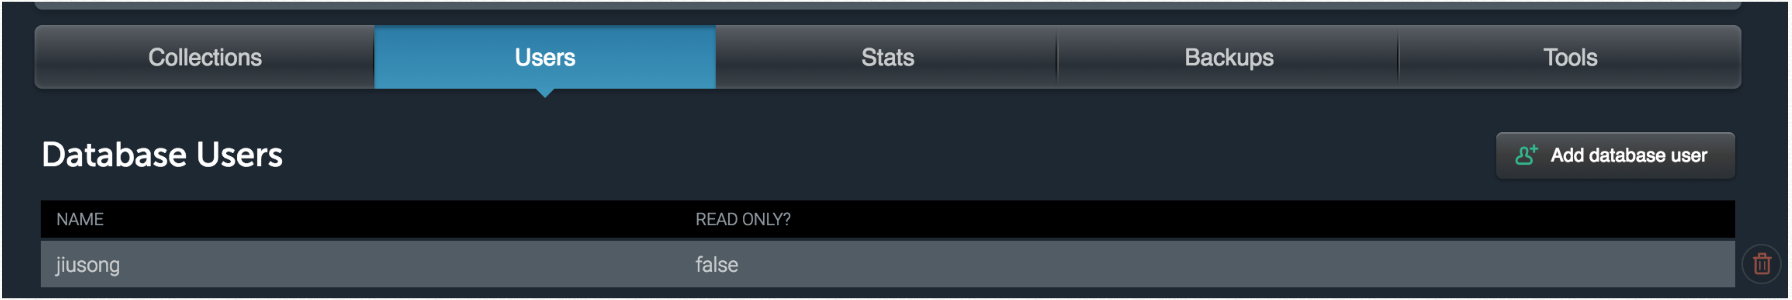 Collections Users Stats Backups Tools
Database Users Add database user
NAME READ ONLY?
jiusong false